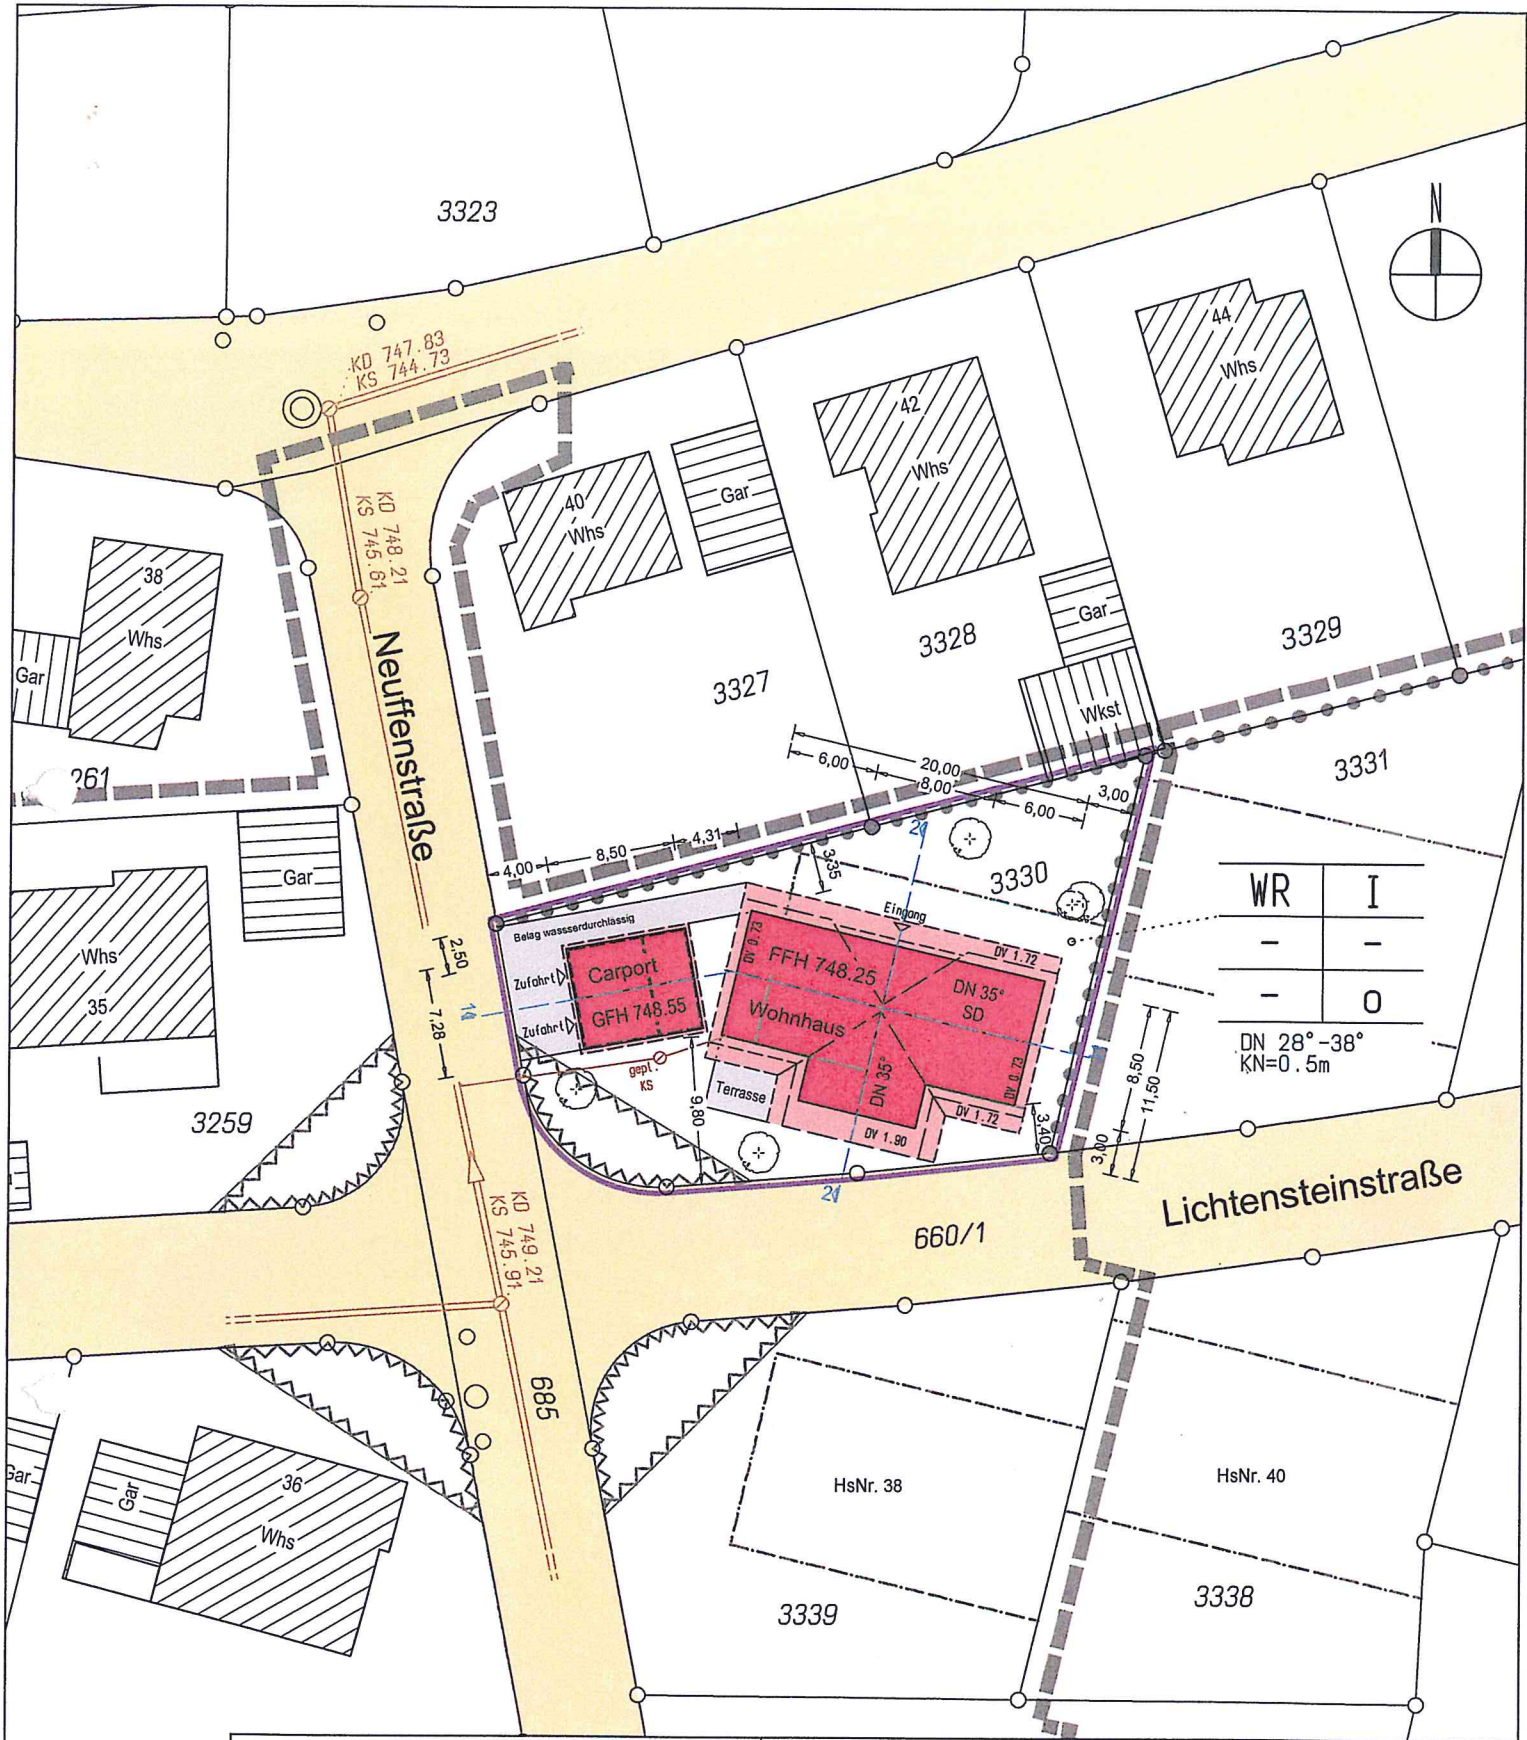 3323
N
KD 747.83
KS 744.73
44
Whs
42
Whs
Gar
40
Whs
KD 748.21
KS 745.61
38
Whs
Gar
Neuffenstraße
Gar
3328
3329
3327
Wkst
261
3331
20,00
6,00
8,00
3,00
6,00
2
4,31
8,50
4,00
3,35
3330
Gar
WR I
- -
- O
DN 28°-38°
KN=0.5m
Eingang
Belag wassserdurchlässig
2,50
Whs
35
DV 0.73
DV 1.72
FFH 748.25
DN 35°
SD
Carport
GFH 748.55
Zufahrt
Zufahrt
7,28
1
Wohnhaus
gepl.
KS
9,80
Terrasse
DN 35°
DV 0.73
DV 1.72
DV 1.90
3,40
8,50
11,50
3,00
3259
2
Lichtensteinstraße
660/1
KD 749.21
KS 745.91
685
HsNr. 38
HsNr. 40
Gar
Gar
36
Whs
3339
3338